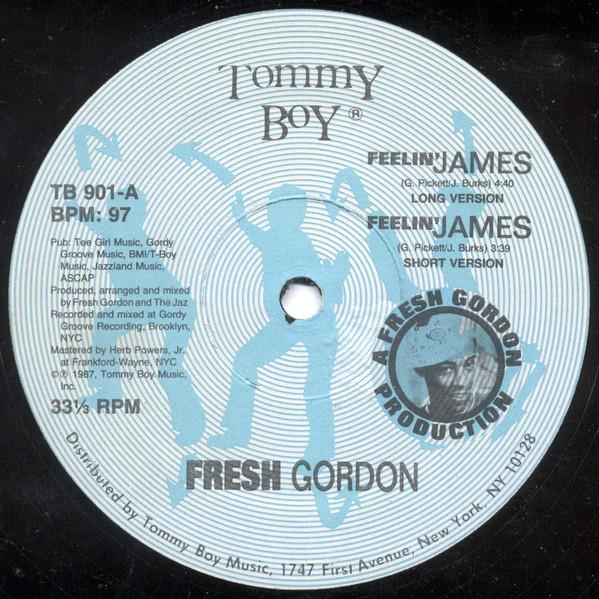 Tommy
Boy®
TB 901-A
BPM: 97
Pub: Tee Girl Music, Gordy
Groove Music, BMI/T-Boy
Music, Jazzland Music,
ASCAP
Produced, arranged and mixed
by Fresh Gordon and The Jaz
Recorded and mixed at Gordy
Groove Recording, Brooklyn,
NYC
Mastered by Herb Powers, Jr.
at Frankford-Wayne, NYC
©℗ 1987, Tommy Boy Music,
Inc.
33⅓ RPM
FEELIN' JAMES
(G. Pickett/J. Burks) 4:40
LONG VERSION
FEELIN' JAMES
(G. Pickett/J. Burks) 3:39
SHORT VERSION
A FRESH GORDON
PRODUCTION
FRESH GORDON
Distributed by Tommy Boy Music, 1747 First Avenue, New York, NY 10128